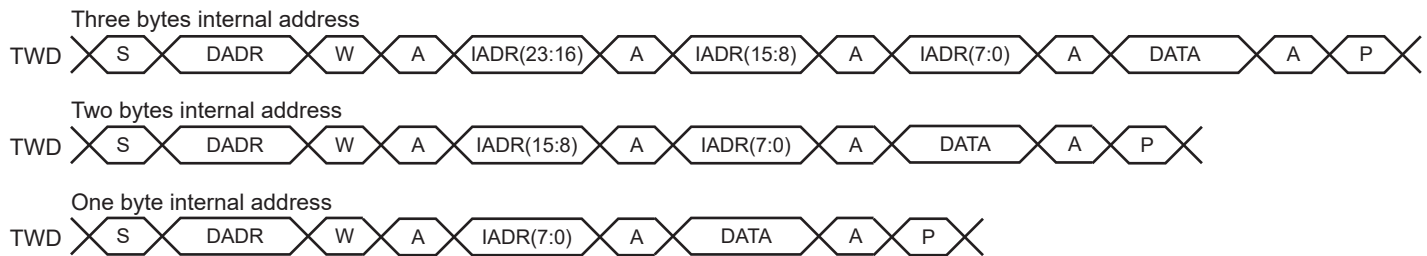 Three bytes internal address
TWD S DADR W A IADR(23:16) A IADR(15:8) A IADR(7:0) A DATA A P
Two bytes internal address
TWD S DADR W A IADR(15:8) A IADR(7:0) A DATA A P
One byte internal address
TWD S DADR W A IADR(7:0) A DATA A P